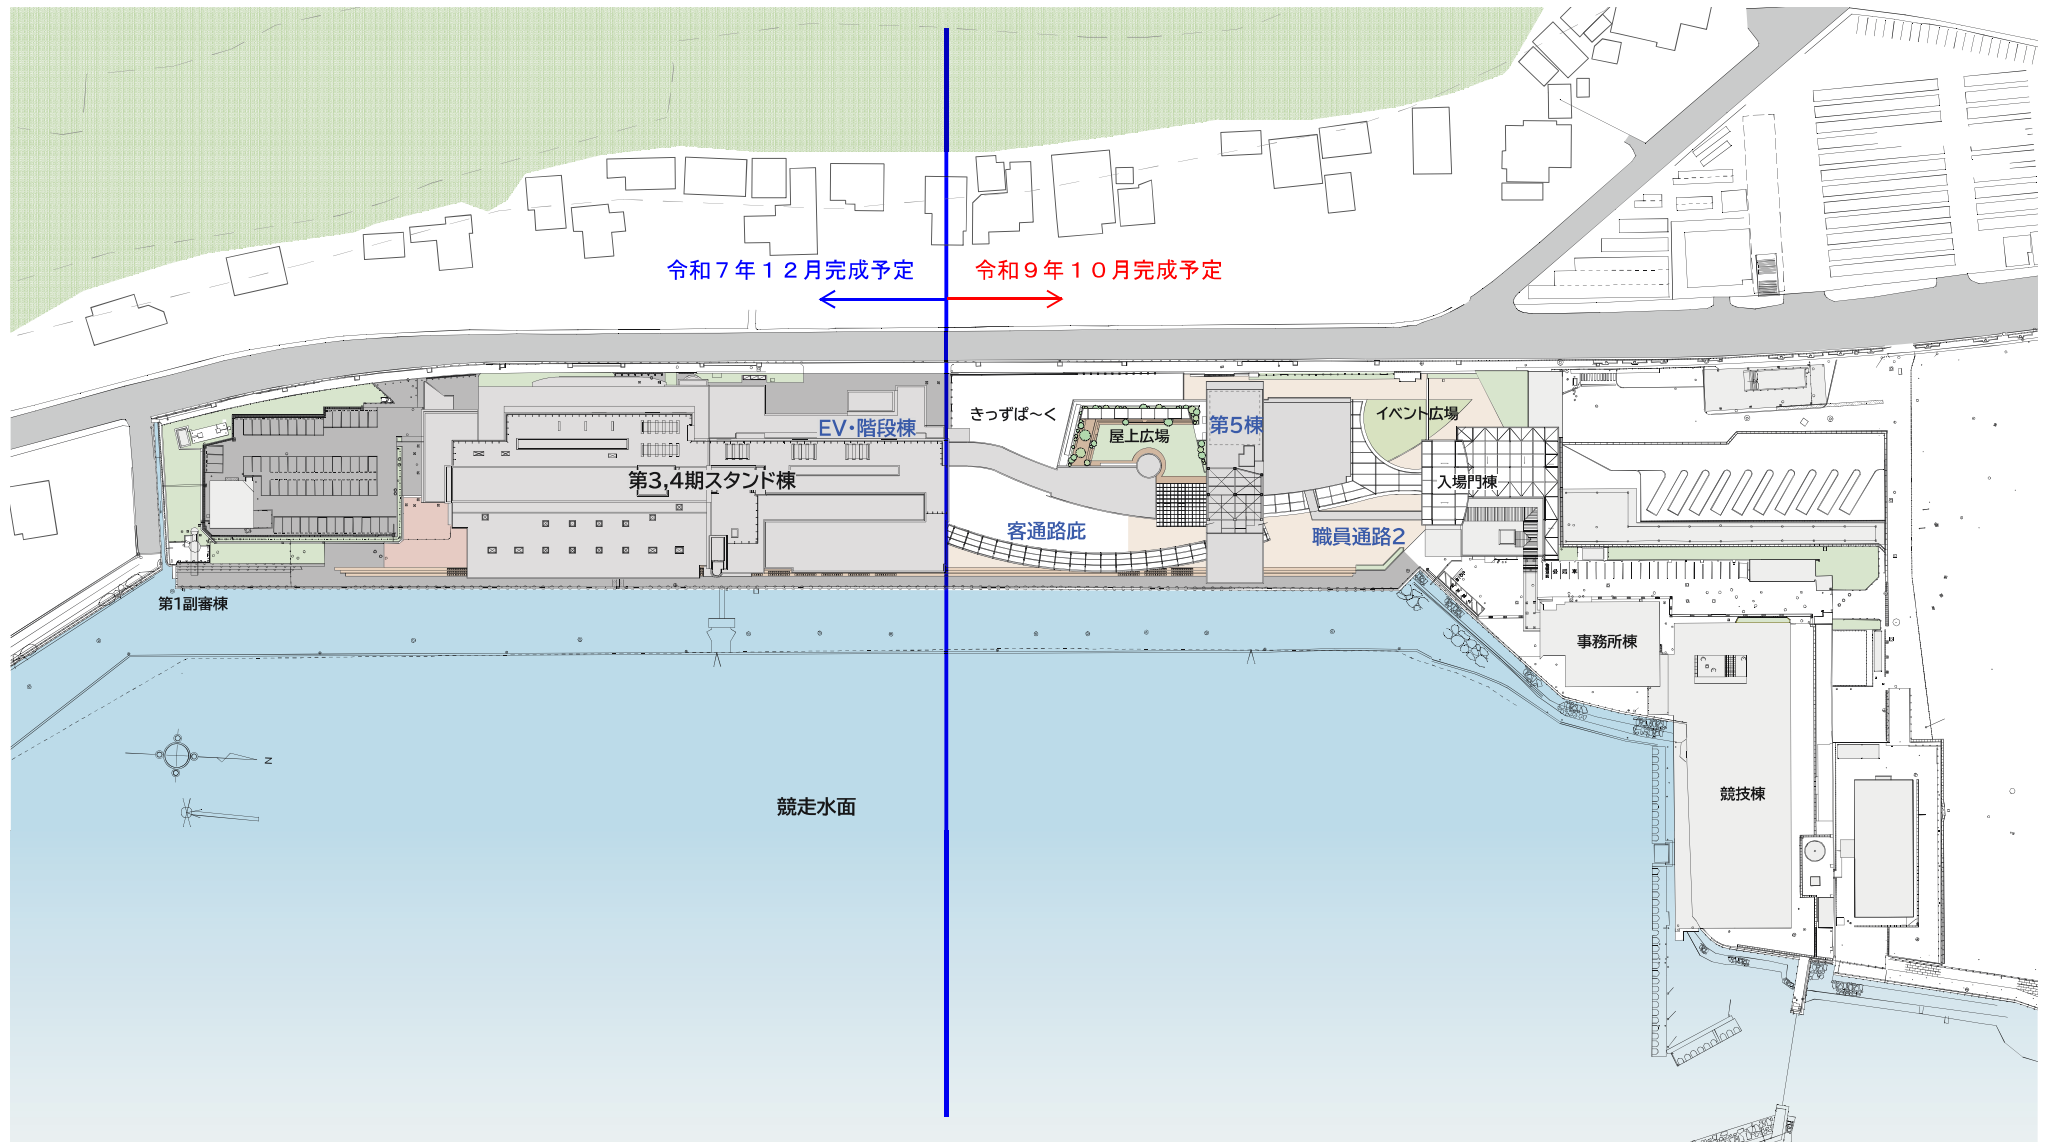 令和７年１２月完成予定
令和９年１０月完成予定
きっずぱ～く
イベント広場
EV・階段棟
第5棟
屋上広場
第3,4期スタンド棟
入場門棟
客通路庇
職員通路2
第1副審棟
事務所棟
N
競技棟
競走水面